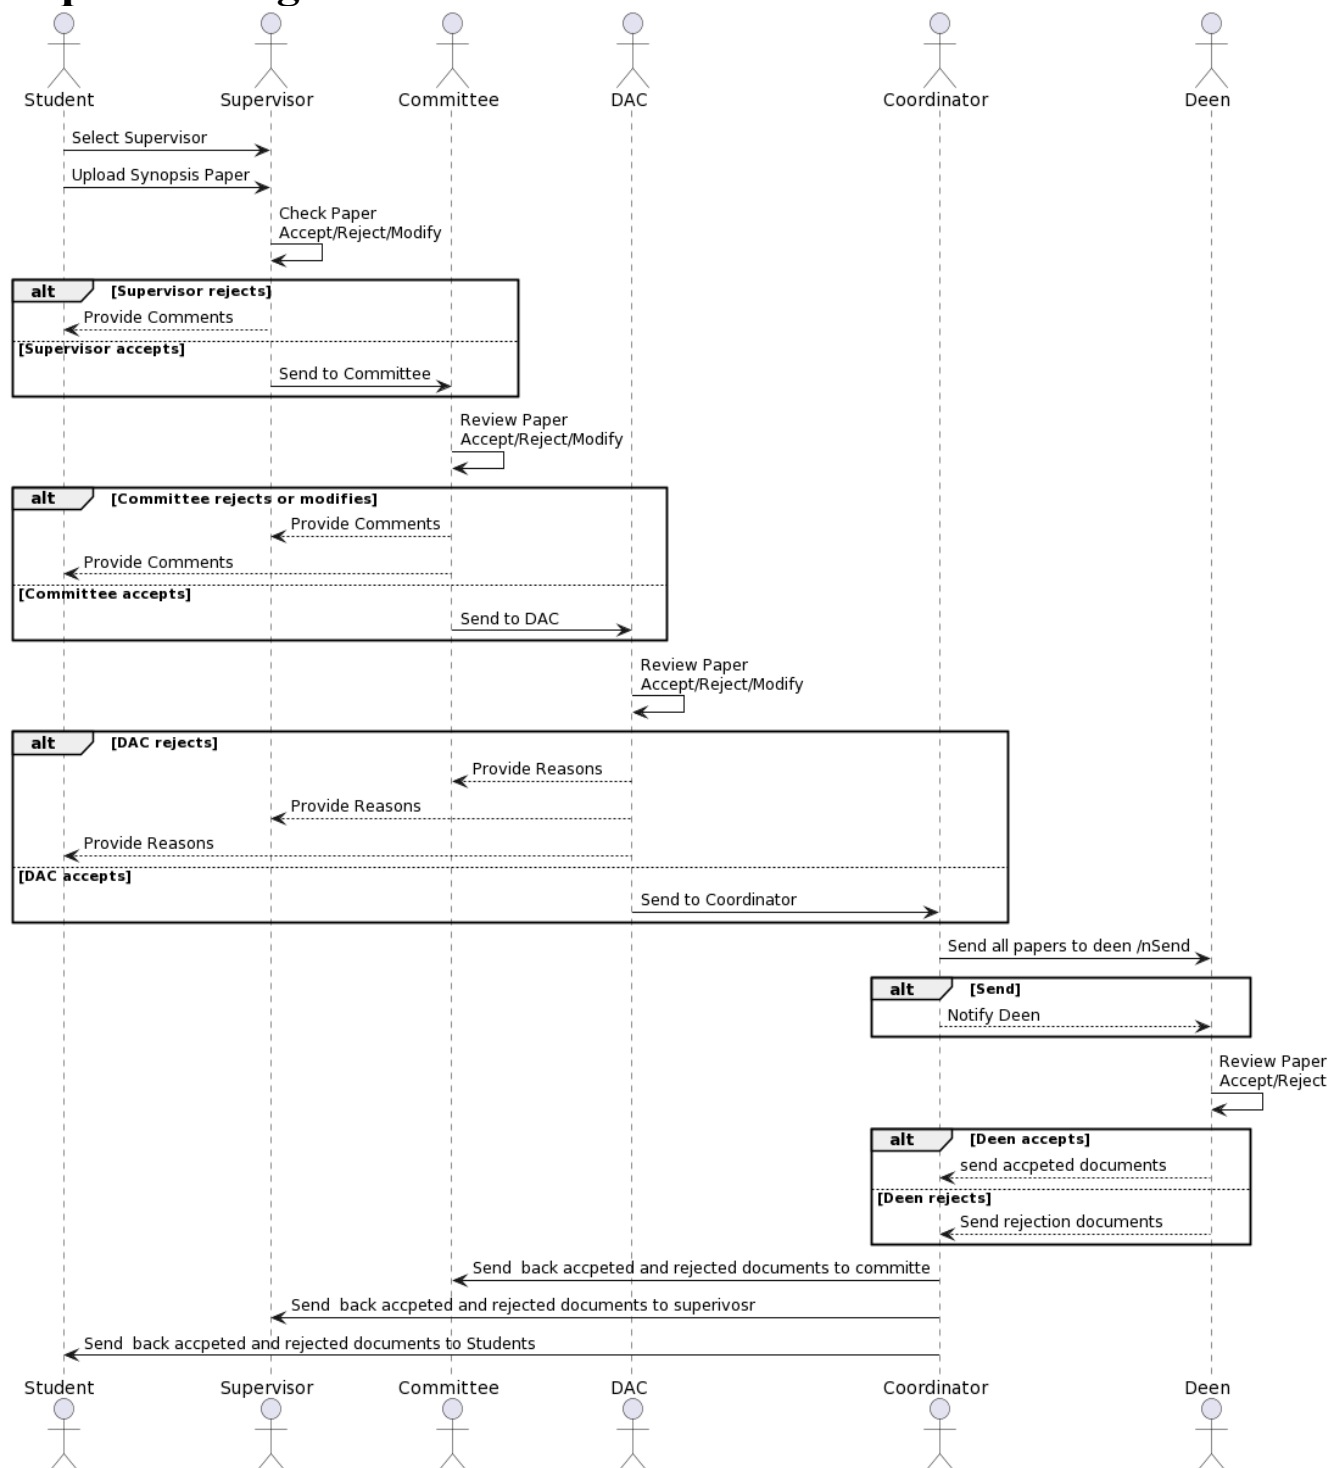 Student Supervisor Committee DAC Coordinator Deen
Select Supervisor
Upload Synopsis Paper
Check Paper
Accept/Reject/Modify
alt [Supervisor rejects]
Provide Comments
[Supervisor accepts]
Send to Committee
Review Paper
Accept/Reject/Modify
alt [Committee rejects or modifies]
Provide Comments
Provide Comments
[Committee accepts]
Send to DAC
Review Paper
Accept/Reject/Modify
alt [DAC rejects]
Provide Reasons
Provide Reasons
Provide Reasons
[DAC accepts]
Send to Coordinator
Send all papers to deen /nSend
alt [Send]
Notify Deen
Review Paper
Accept/Reject
alt [Deen accepts]
send accpeted documents
[Deen rejects]
Send rejection documents
Send  back accpeted and rejected documents to committe
Send  back accpeted and rejected documents to superivosr
Send  back accpeted and rejected documents to Students
Student Supervisor Committee DAC Coordinator Deen